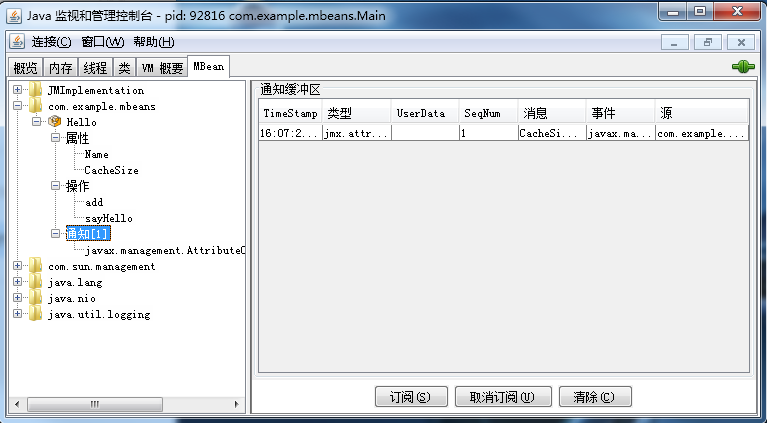 Java 监视和管理控制台 - pid: 92816 com.example.mbeans.Main
连接(C) 窗口(W) 帮助(H)
概览 内存 线程 类 VM 概要 MBean
JMImplementation
com.example.mbeans
Hello
属性
Name
CacheSize
操作
add
sayHello
通知[1]
javax.management.AttributeC
com.sun.management
java.lang
java.nio
java.util.logging
通知缓冲区
TimeStamp 类型 UserData SeqNum 消息 事件 源
16:07:2... jmx.attr... 1 CacheSi... javax.ma... com.example....
订阅(S) 取消订阅(U) 清除(C)